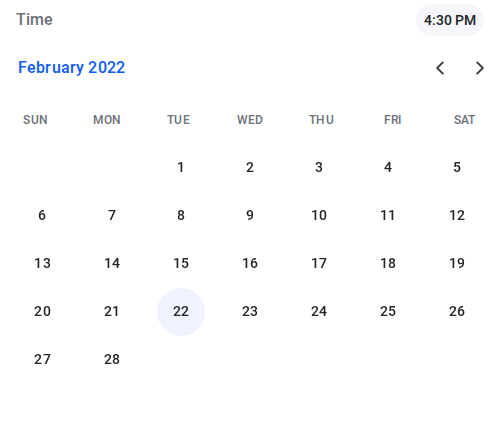 Time 4:30 PM
February 2022
SUN MON TUE WED THU FRI SAT
1 2 3 4 5
6 7 8 9 10 11 12
13 14 15 16 17 18 19
20 21 22 23 24 25 26
27 28